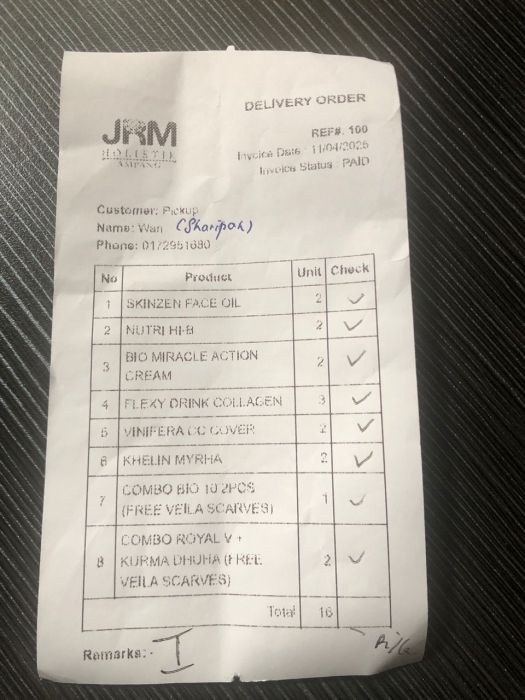 DELIVERY ORDER
JRM
HOLISTIK
AMPANG
REF#. 100
Invoice Date: 11/04/2025
Invoice Status: PAID
Customer: Pickup
Name: Wan (Sharipah)
Phone: 0172951680
No Product Unit Check
1 SKINZEN FACE OIL 2 ✓
2 NUTRI HI-B 2 ✓
3 BIO MIRACLE ACTION CREAM 2 ✓
4 FLEXY DRINK COLLAGEN 3 ✓
5 VINIFERA CC COVER 2 ✓
6 KHELIN MYRHA 2 ✓
7 COMBO BIO 10 2PCS
(FREE VEILA SCARVES) 1 ✓
8 COMBO ROYAL V +
KURMA DHUHA (FREE
VEILA SCARVES) 2 ✓
Total 16
Remarks:- I